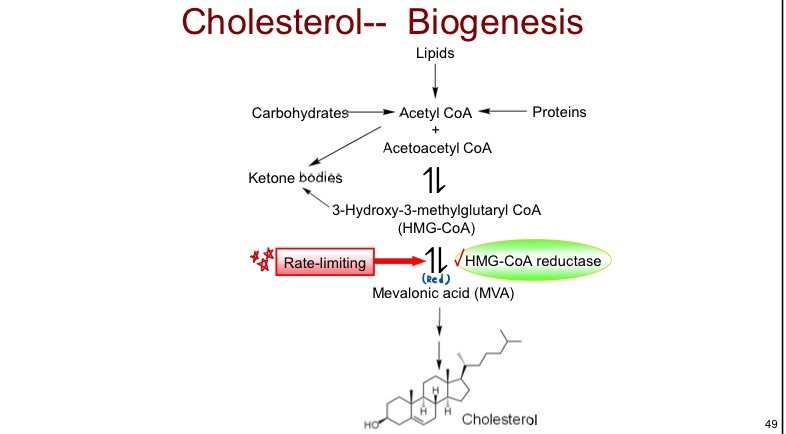 Cholesterol-- Biogenesis
Lipids
Carbohydrates
Acetyl CoA
Proteins
+
Acetoacetyl CoA
Ketone bodies
3-Hydroxy-3-methylglutaryl CoA
(HMG-CoA)
Rate-limiting
√HMG-CoA reductase
(Red)
Mevalonic acid (MVA)
H
H
H
HO
Cholesterol
49